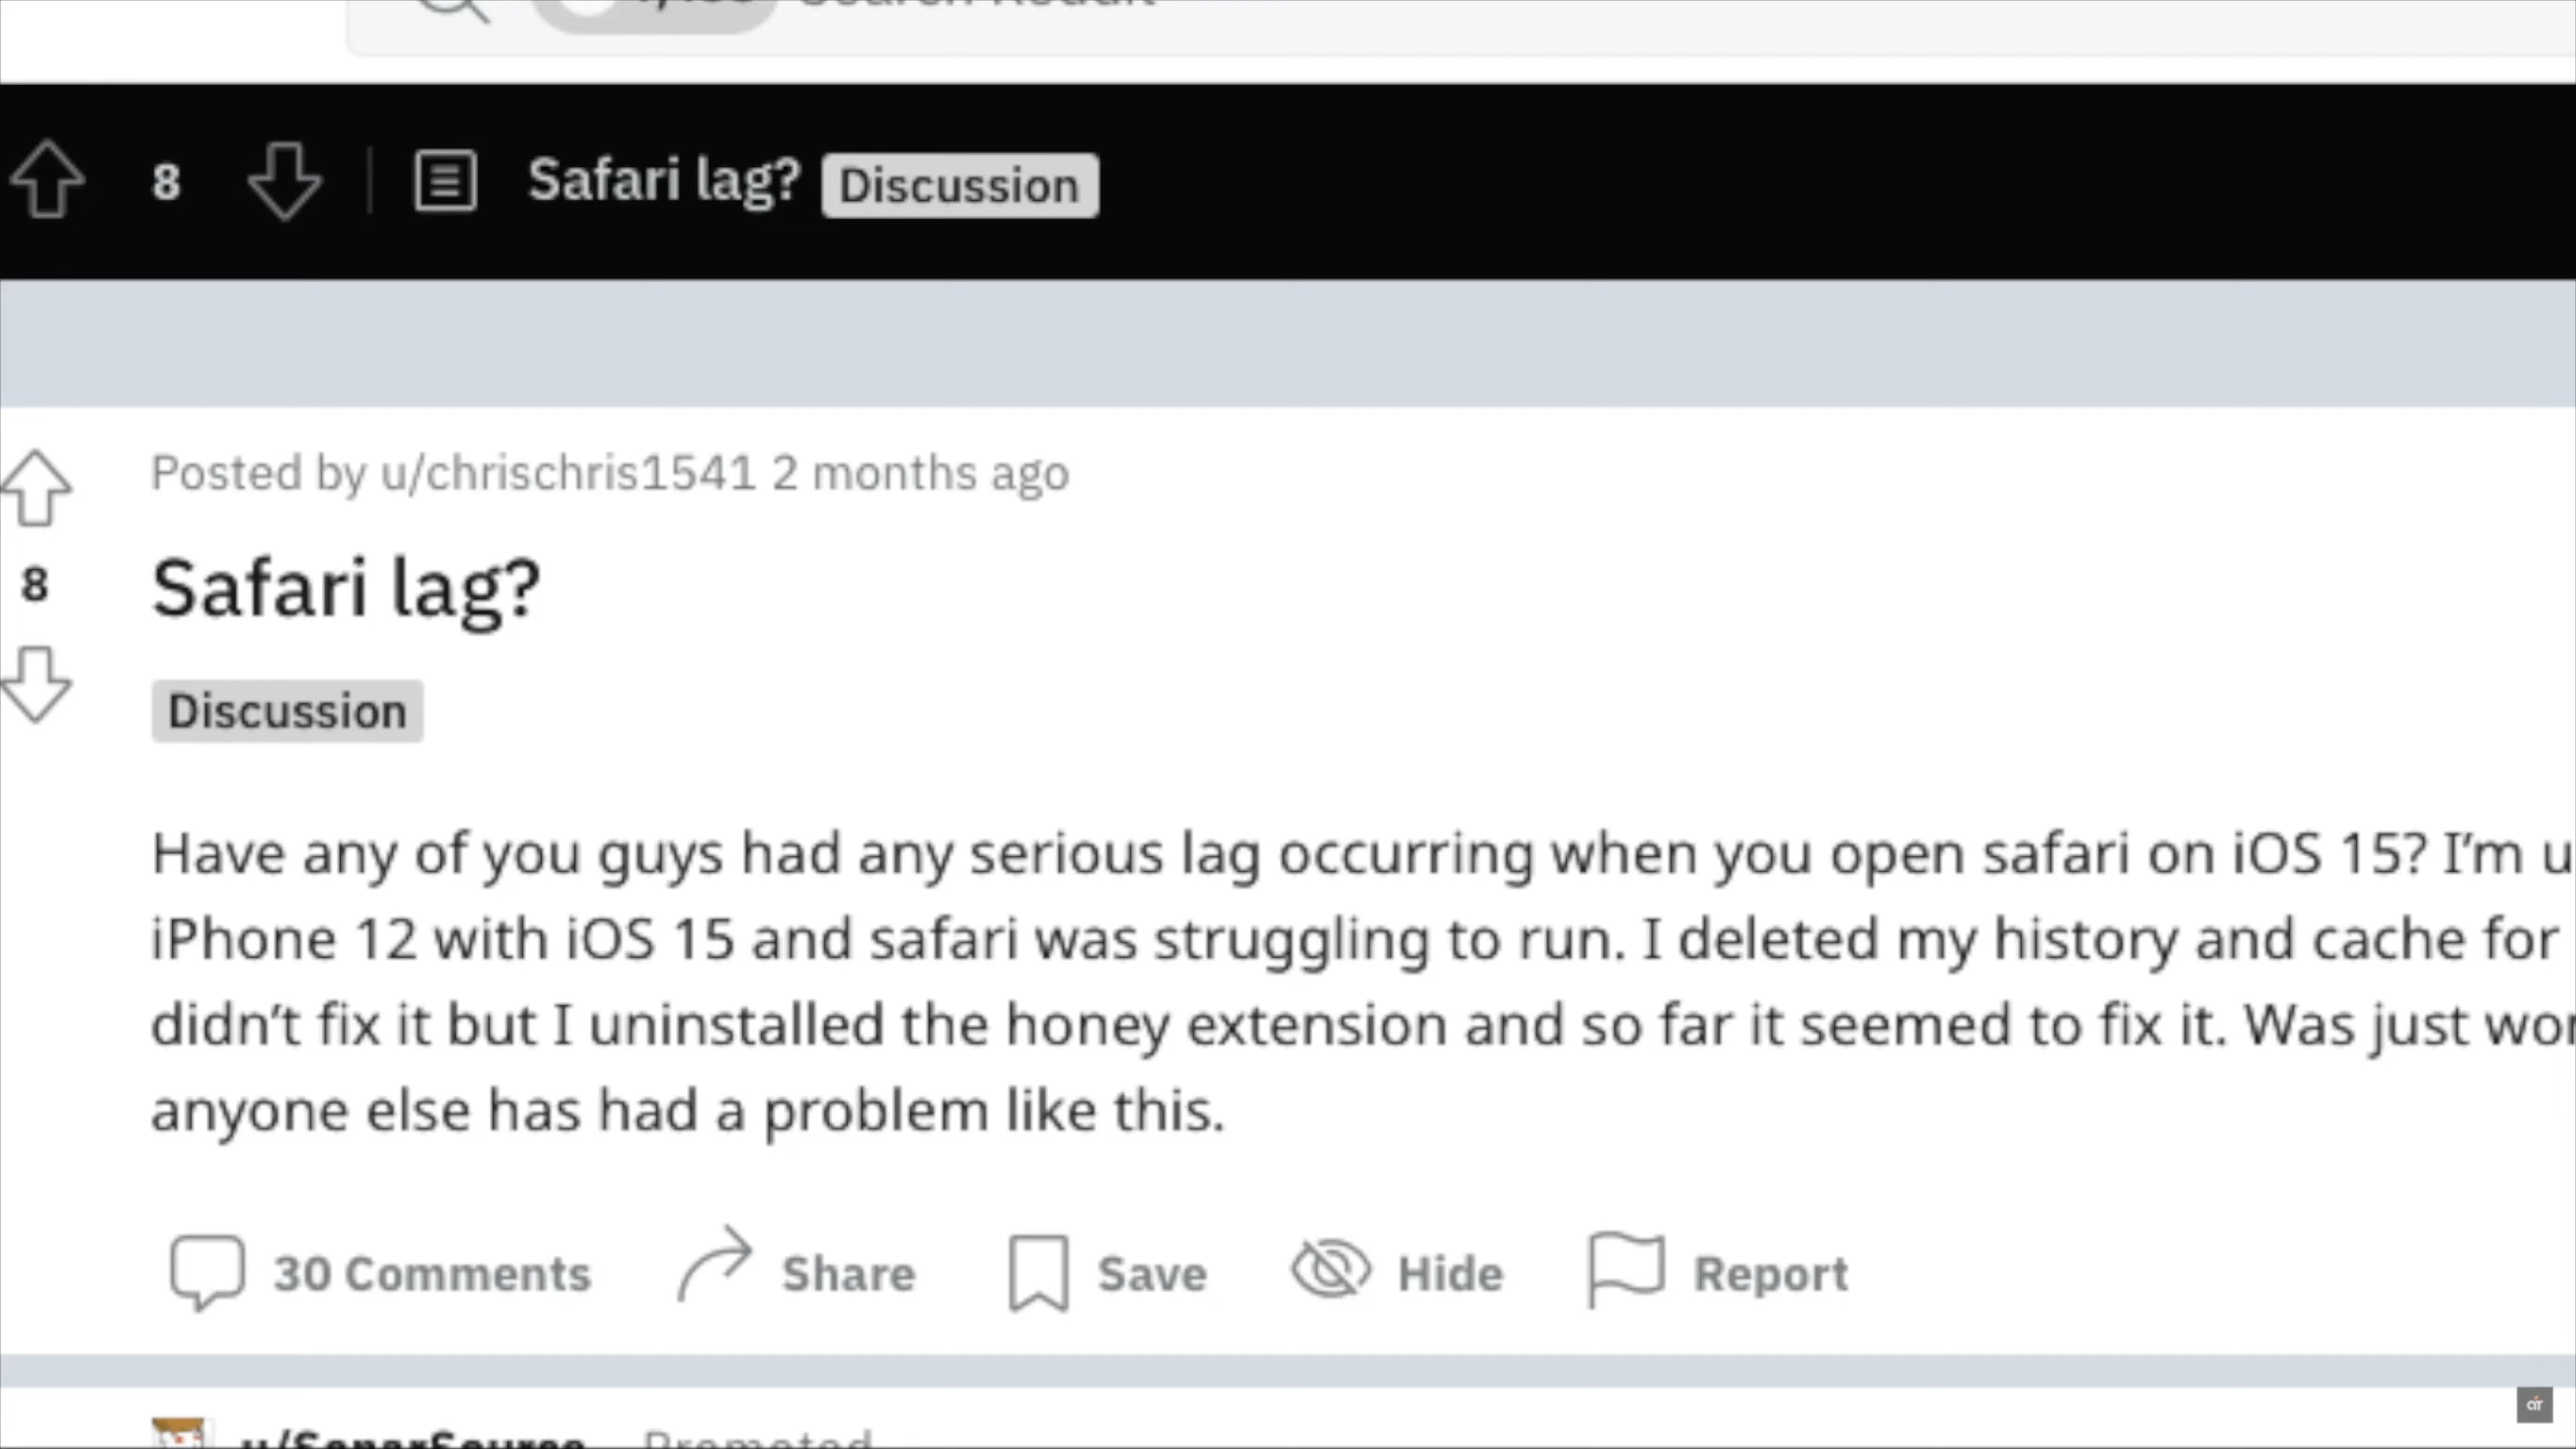 8 Safari lag? Discussion
Posted by u/chrischris1541 2 months ago
8
Safari lag?
Discussion
Have any of you guys had any serious lag occurring when you open safari on iOS 15? I’m
iPhone 12 with iOS 15 and safari was struggling to run. I deleted my history and cache for
didn’t fix it but I uninstalled the honey extension and so far it seemed to fix it. Was just
anyone else has had a problem like this.
30 Comments Share Save Hide Report
Promoted